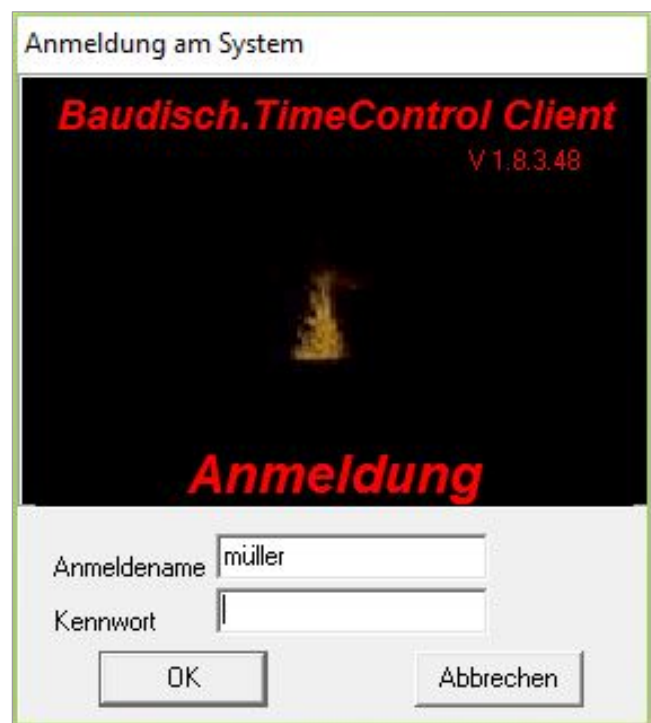 Anmeldung am System
Baudisch.TimeControl Client
V 1.8.3.48
Anmeldung
Anmeldename müller
Kennwort
OK Abbrechen